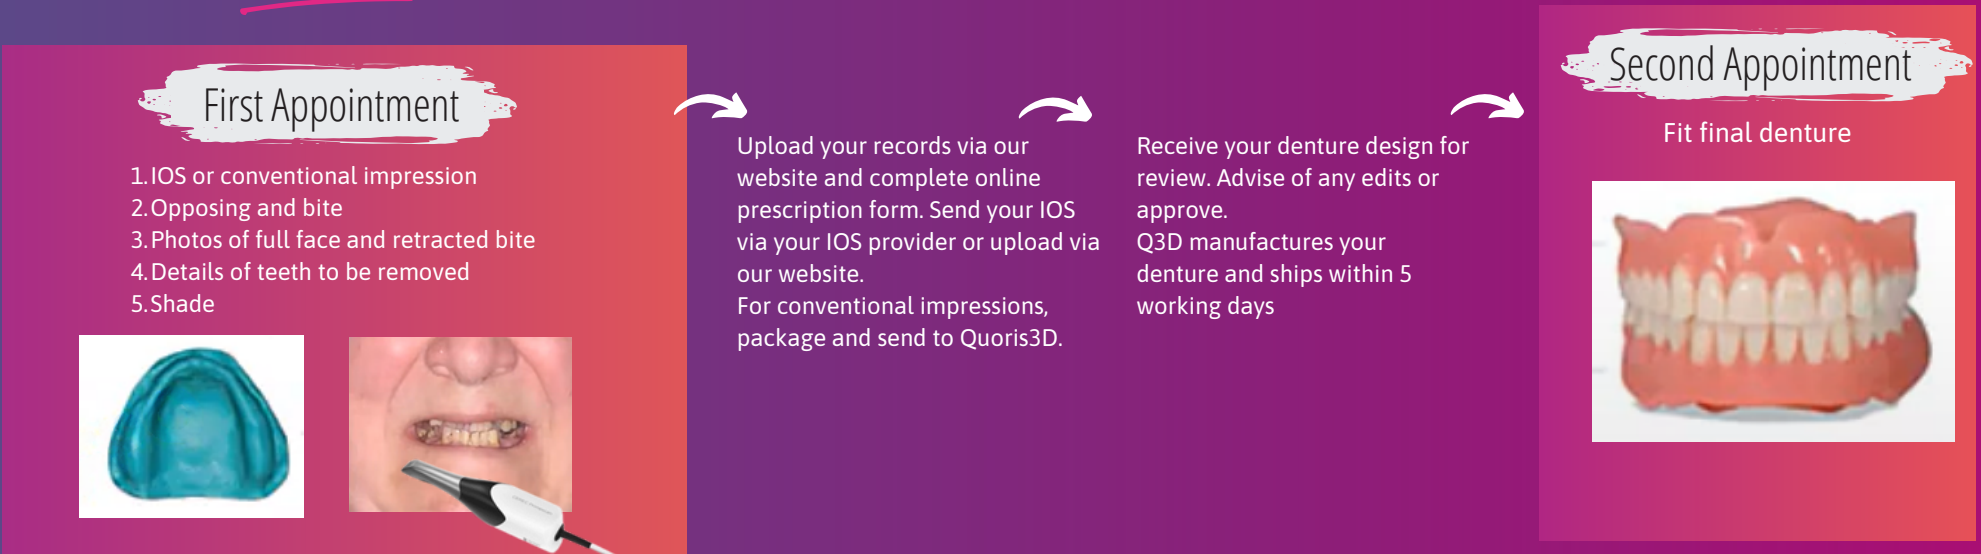 First Appointment
1.IOS or conventional impression
2.Opposing and bite
3.Photos of full face and retracted bite
4.Details of teeth to be removed
5.Shade
Upload your records via our
website and complete online
prescription form. Send your IOS
via your IOS provider or upload via
our website.
For conventional impressions,
package and send to Quoris3D.
Receive your denture design for
review. Advise of any edits or
approve.
Q3D manufactures your
denture and ships within 5
working days
Second Appointment
Fit final denture